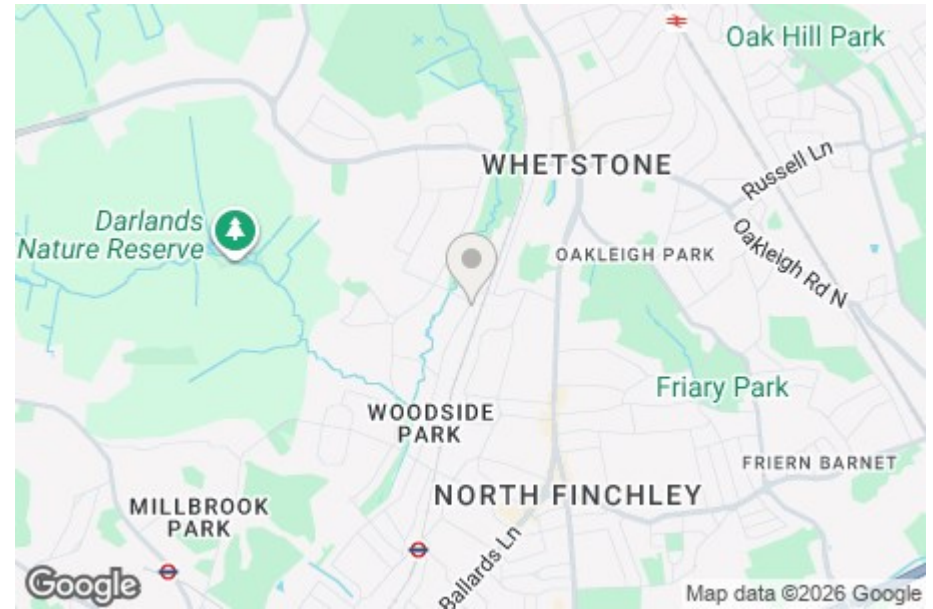 Oak Hill Park
WHETSTONE
Russell Ln
Darlands
Nature Reserve
OAKLEIGH PARK
Oakleigh Rd N
Friary Park
WOODSIDE
PARK
FRIERN BARNET
NORTH FINCHLEY
MILLBROOK
PARK
Ballards Ln
Google
Map data ©2026 Google